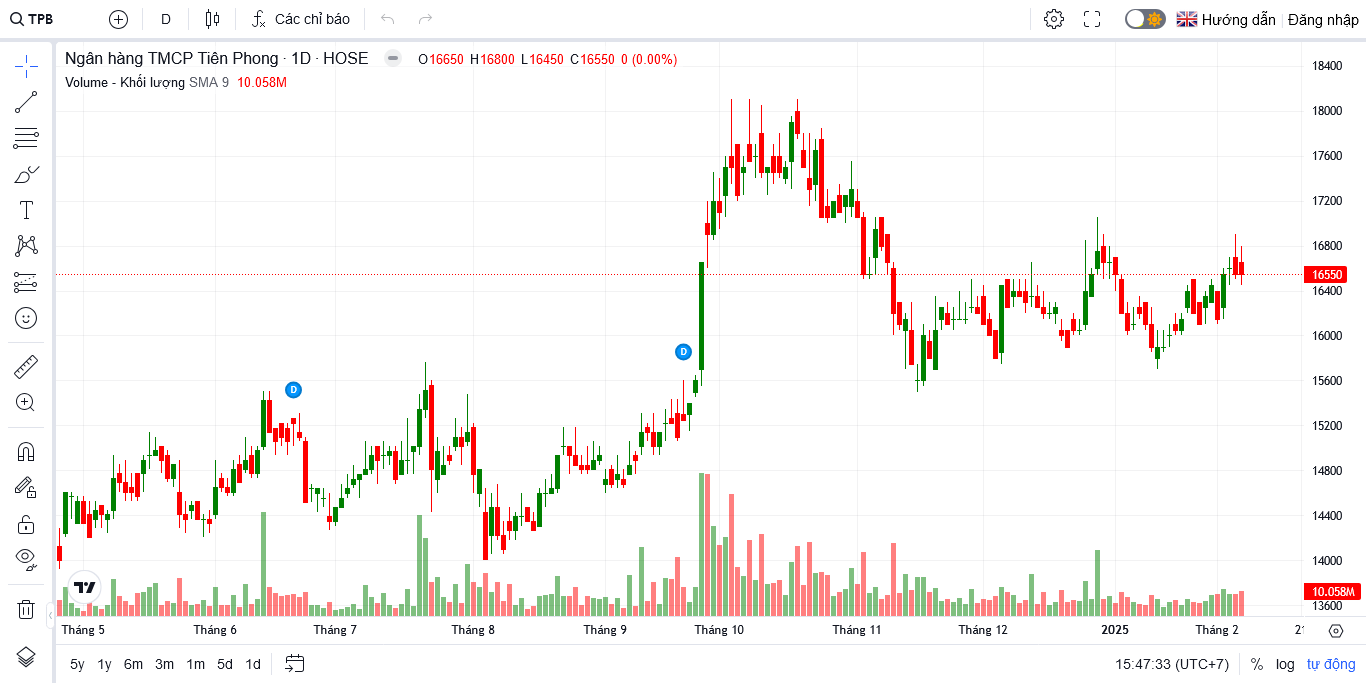 TPB D Các chỉ báo Hướng dẫn Đăng nhập
Ngân hàng TMCP Tiên Phong · 1D · HOSE O16650 H16800 L16450 C16550 0 (0.00%)
Volume - Khối lượng SMA 9 10.058M
18400
18000
17600
17200
16800
16550
16400
16000
15600
15200
14800
14400
14000
10.058M
13600
D
D
Tháng 5 Tháng 6 Tháng 7 Tháng 8 Tháng 9 Tháng 10 Tháng 11 Tháng 12 2025 Tháng 2
5y 1y 6m 3m 1m 5d 1d 15:47:33 (UTC+7) % log tự động